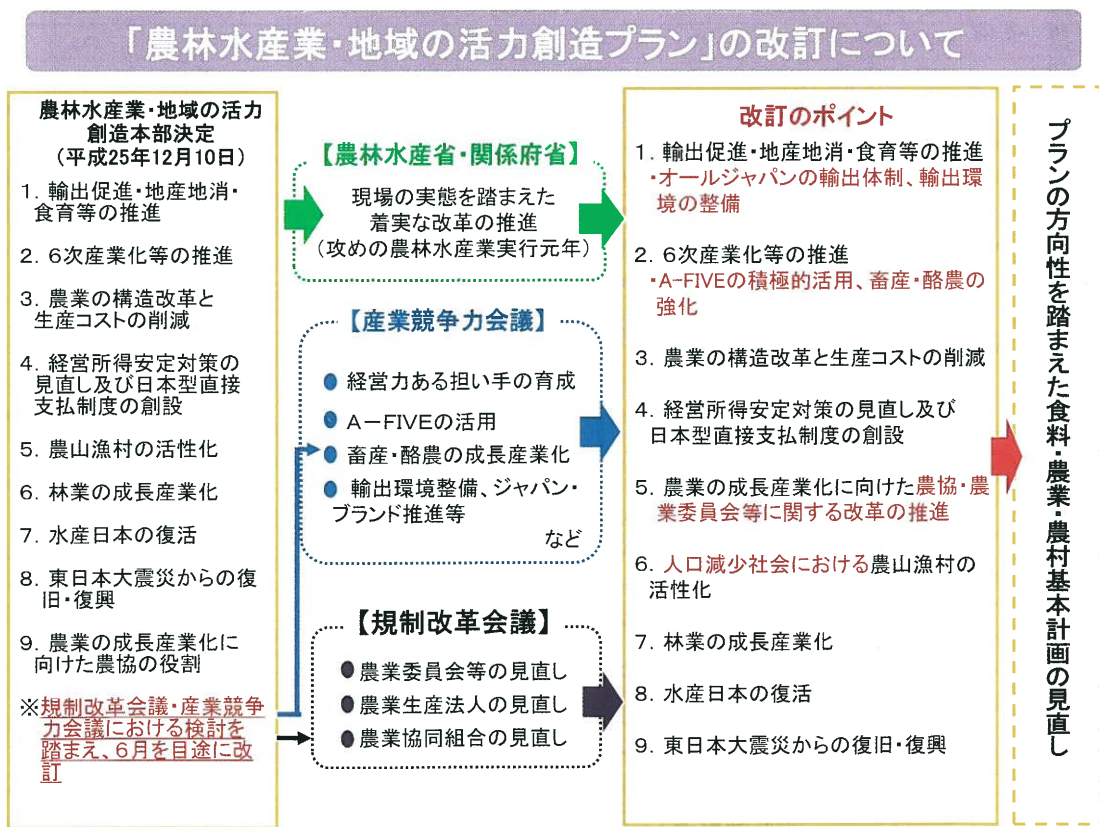 「農林水産業・地域の活力創造プラン」の改訂について
農林水産業・地域の活力
創造本部決定
（平成25年12月10日）
1. 輸出促進・地産地消・
食育等の推進
2. 6次産業化等の推進
3. 農業の構造改革と
生産コストの削減
4. 経営所得安定対策の
見直し及び日本型直接
支払制度の創設
5. 農山漁村の活性化
6. 林業の成長産業化
7. 水産日本の復活
8. 東日本大震災からの復
旧・復興
9. 農業の成長産業化に
向けた農協の役割
※規制改革会議・産業競争
力会議における検討を
踏まえ、6月を目途に改
訂
【農林水産省・関係府省】
現場の実態を踏まえた
着実な改革の推進
（攻めの農林水産業実行元年）
【産業競争力会議】
● 経営力ある担い手の育成
● A－FIVEの活用
● 畜産・酪農の成長産業化
● 輸出環境整備、ジャパン・
ブランド推進等
など
【規制改革会議】
● 農業委員会等の見直し
● 農業生産法人の見直し
● 農業協同組合の見直し
改訂のポイント
1. 輸出促進・地産地消・食育等の推進
・オールジャパンの輸出体制、輸出環
境の整備
2. 6次産業化等の推進
・A-FIVEの積極的活用、畜産・酪農の
強化
3. 農業の構造改革と生産コストの削減
4. 経営所得安定対策の見直し及び
日本型直接支払制度の創設
5. 農業の成長産業化に向けた農協・農
業委員会等に関する改革の推進
6. 人口減少社会における農山漁村の
活性化
7. 林業の成長産業化
8. 水産日本の復活
9. 東日本大震災からの復旧・復興
プランの方向性を踏まえた食料・農業・農村基本計画の見直し